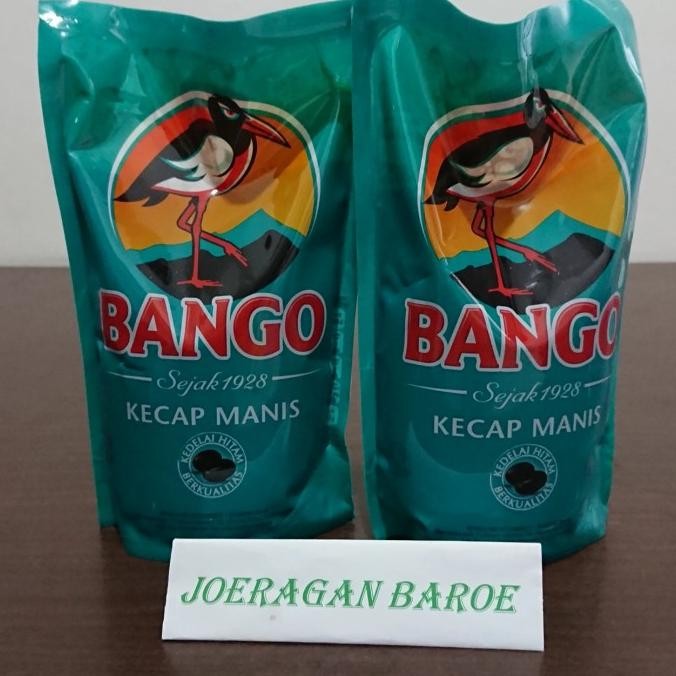 BANGO
Sejak 1928
KECAP MANIS
KEDELAI HITAM
BERKUALITAS
BANGO
Sejak 1928
KECAP MANIS
KEDELAI HITAM
BERKUALITAS
JOERAGAN BAROE